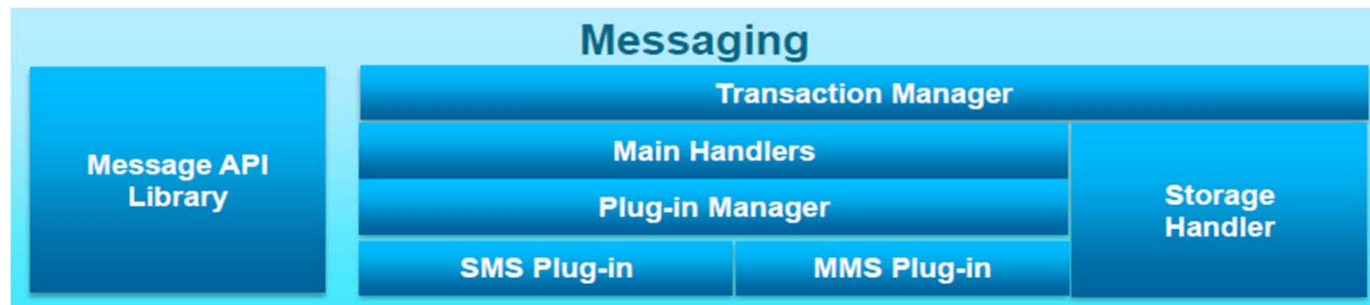 Messaging
Message API
Library
Transaction Manager
Main Handlers
Plug-in Manager
SMS Plug-in
MMS Plug-in
Storage
Handler